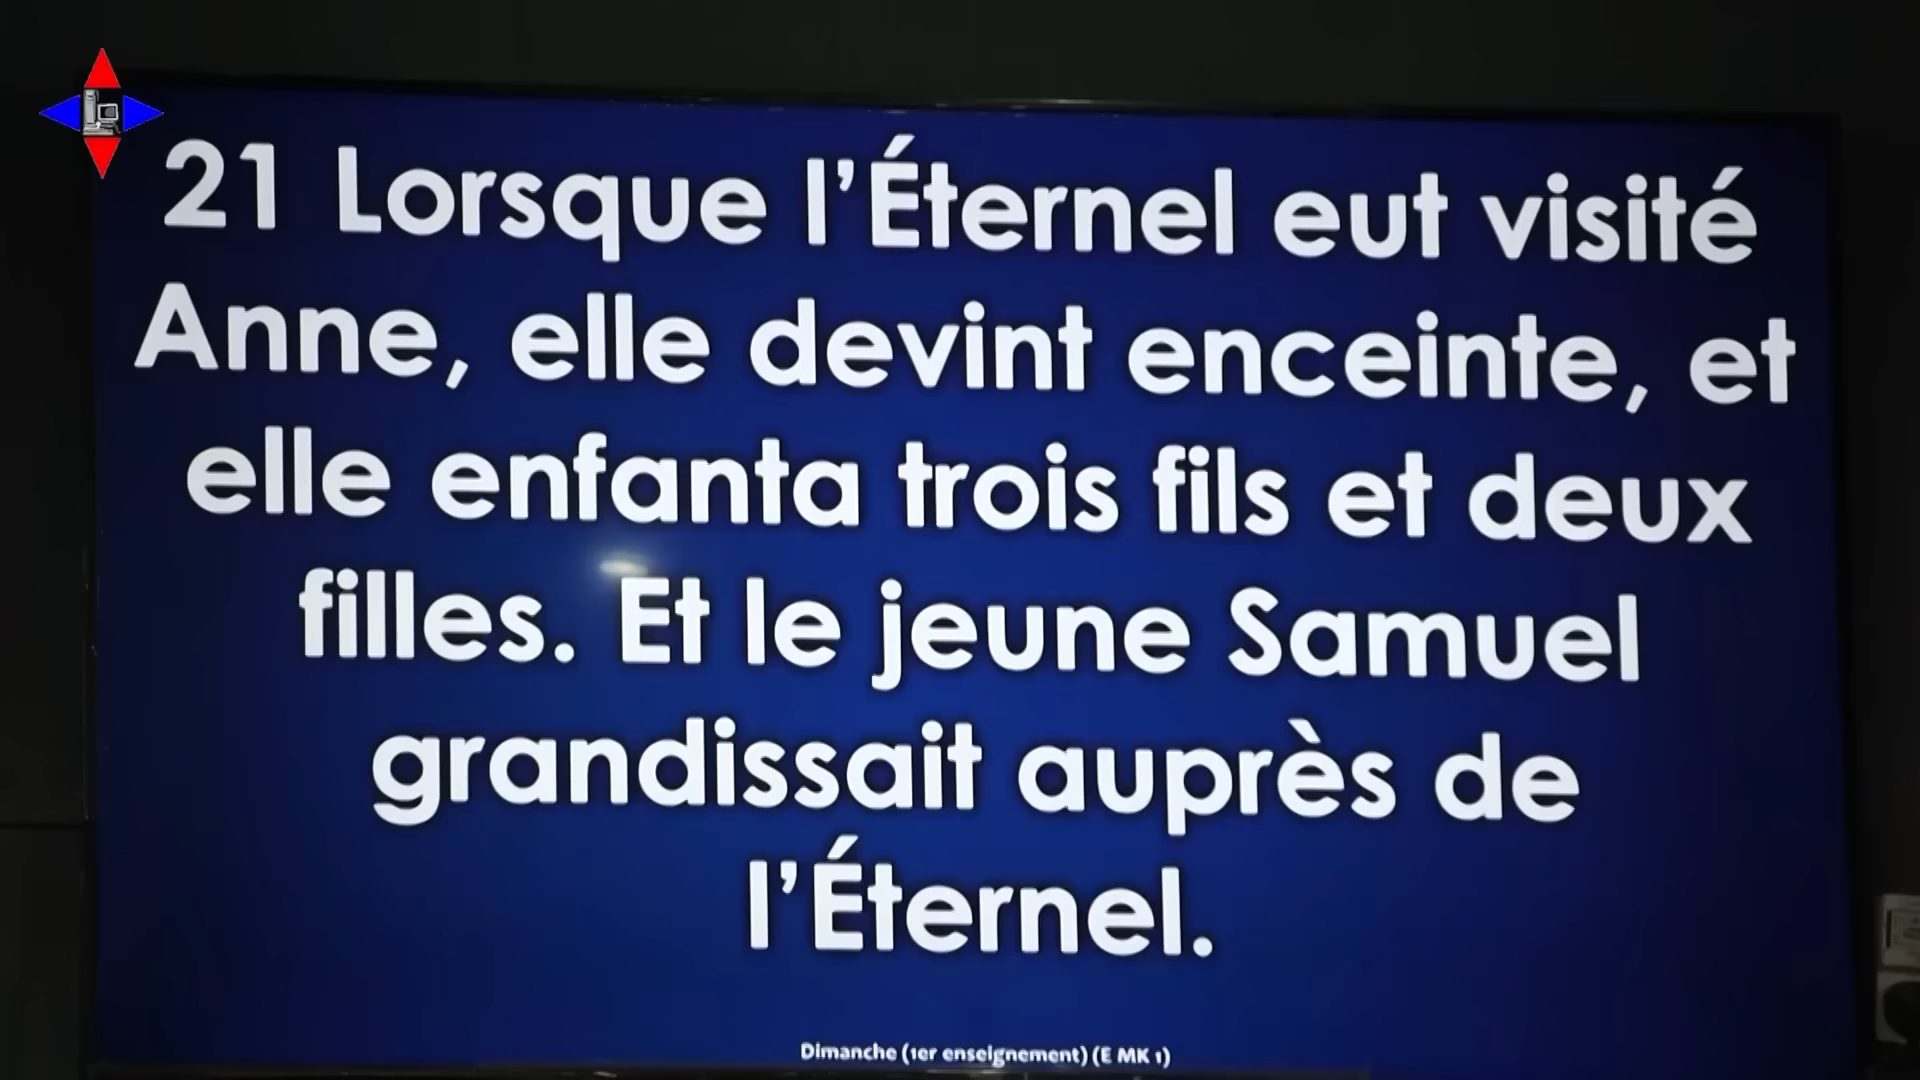 21 Lorsque l’Éternel eut visité
Anne, elle devint enceinte, et
elle enfanta trois fils et deux
filles. Et le jeune Samuel
grandissait auprès de
l’Éternel.
Dimanche (1er enseignement) (E MK 1)